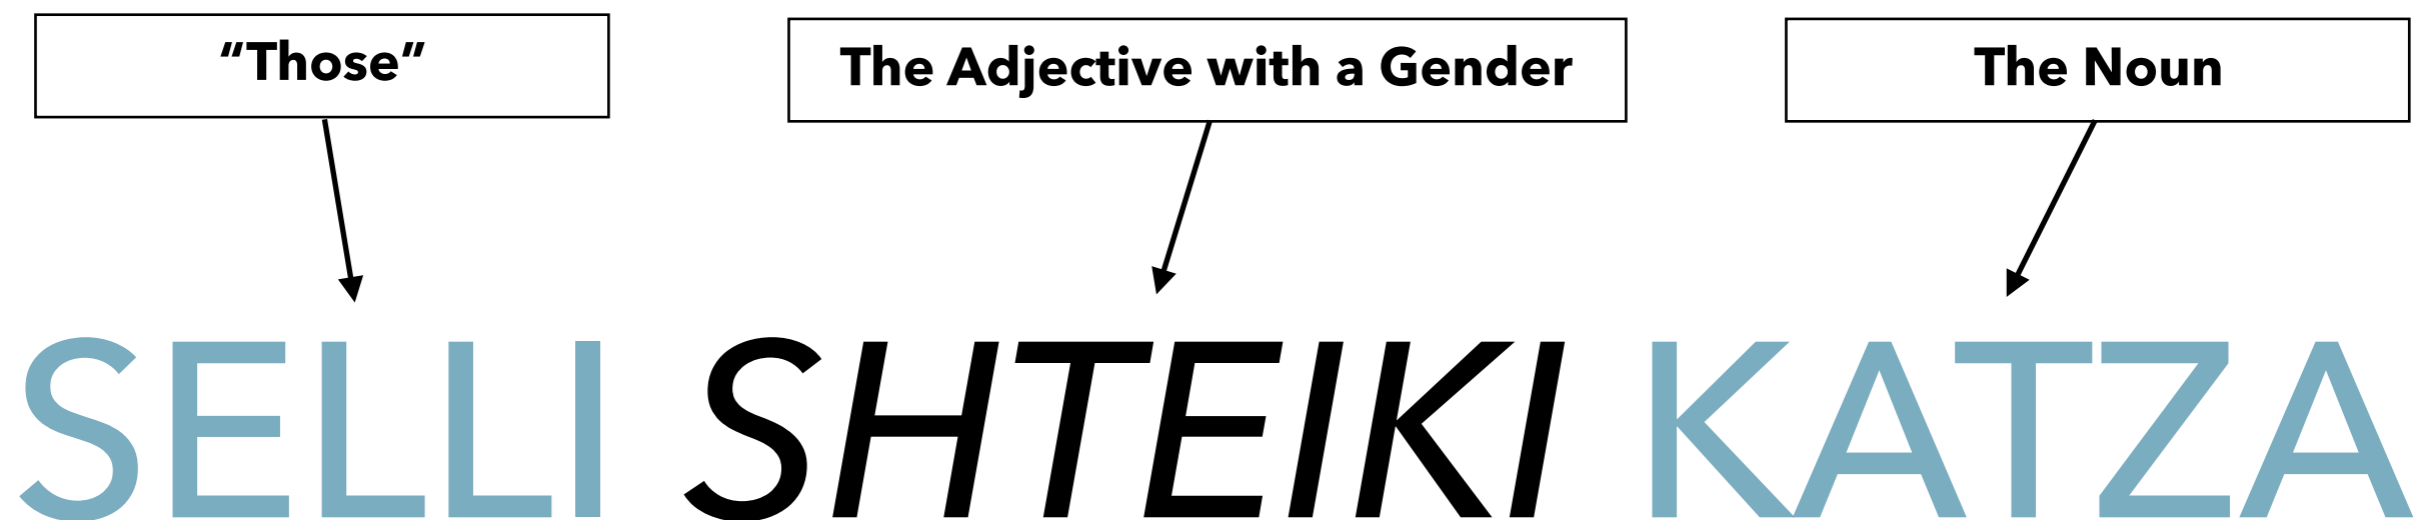 “Those”
The Adjective with a Gender
The Noun
SELLI SHTEIKI KATZA